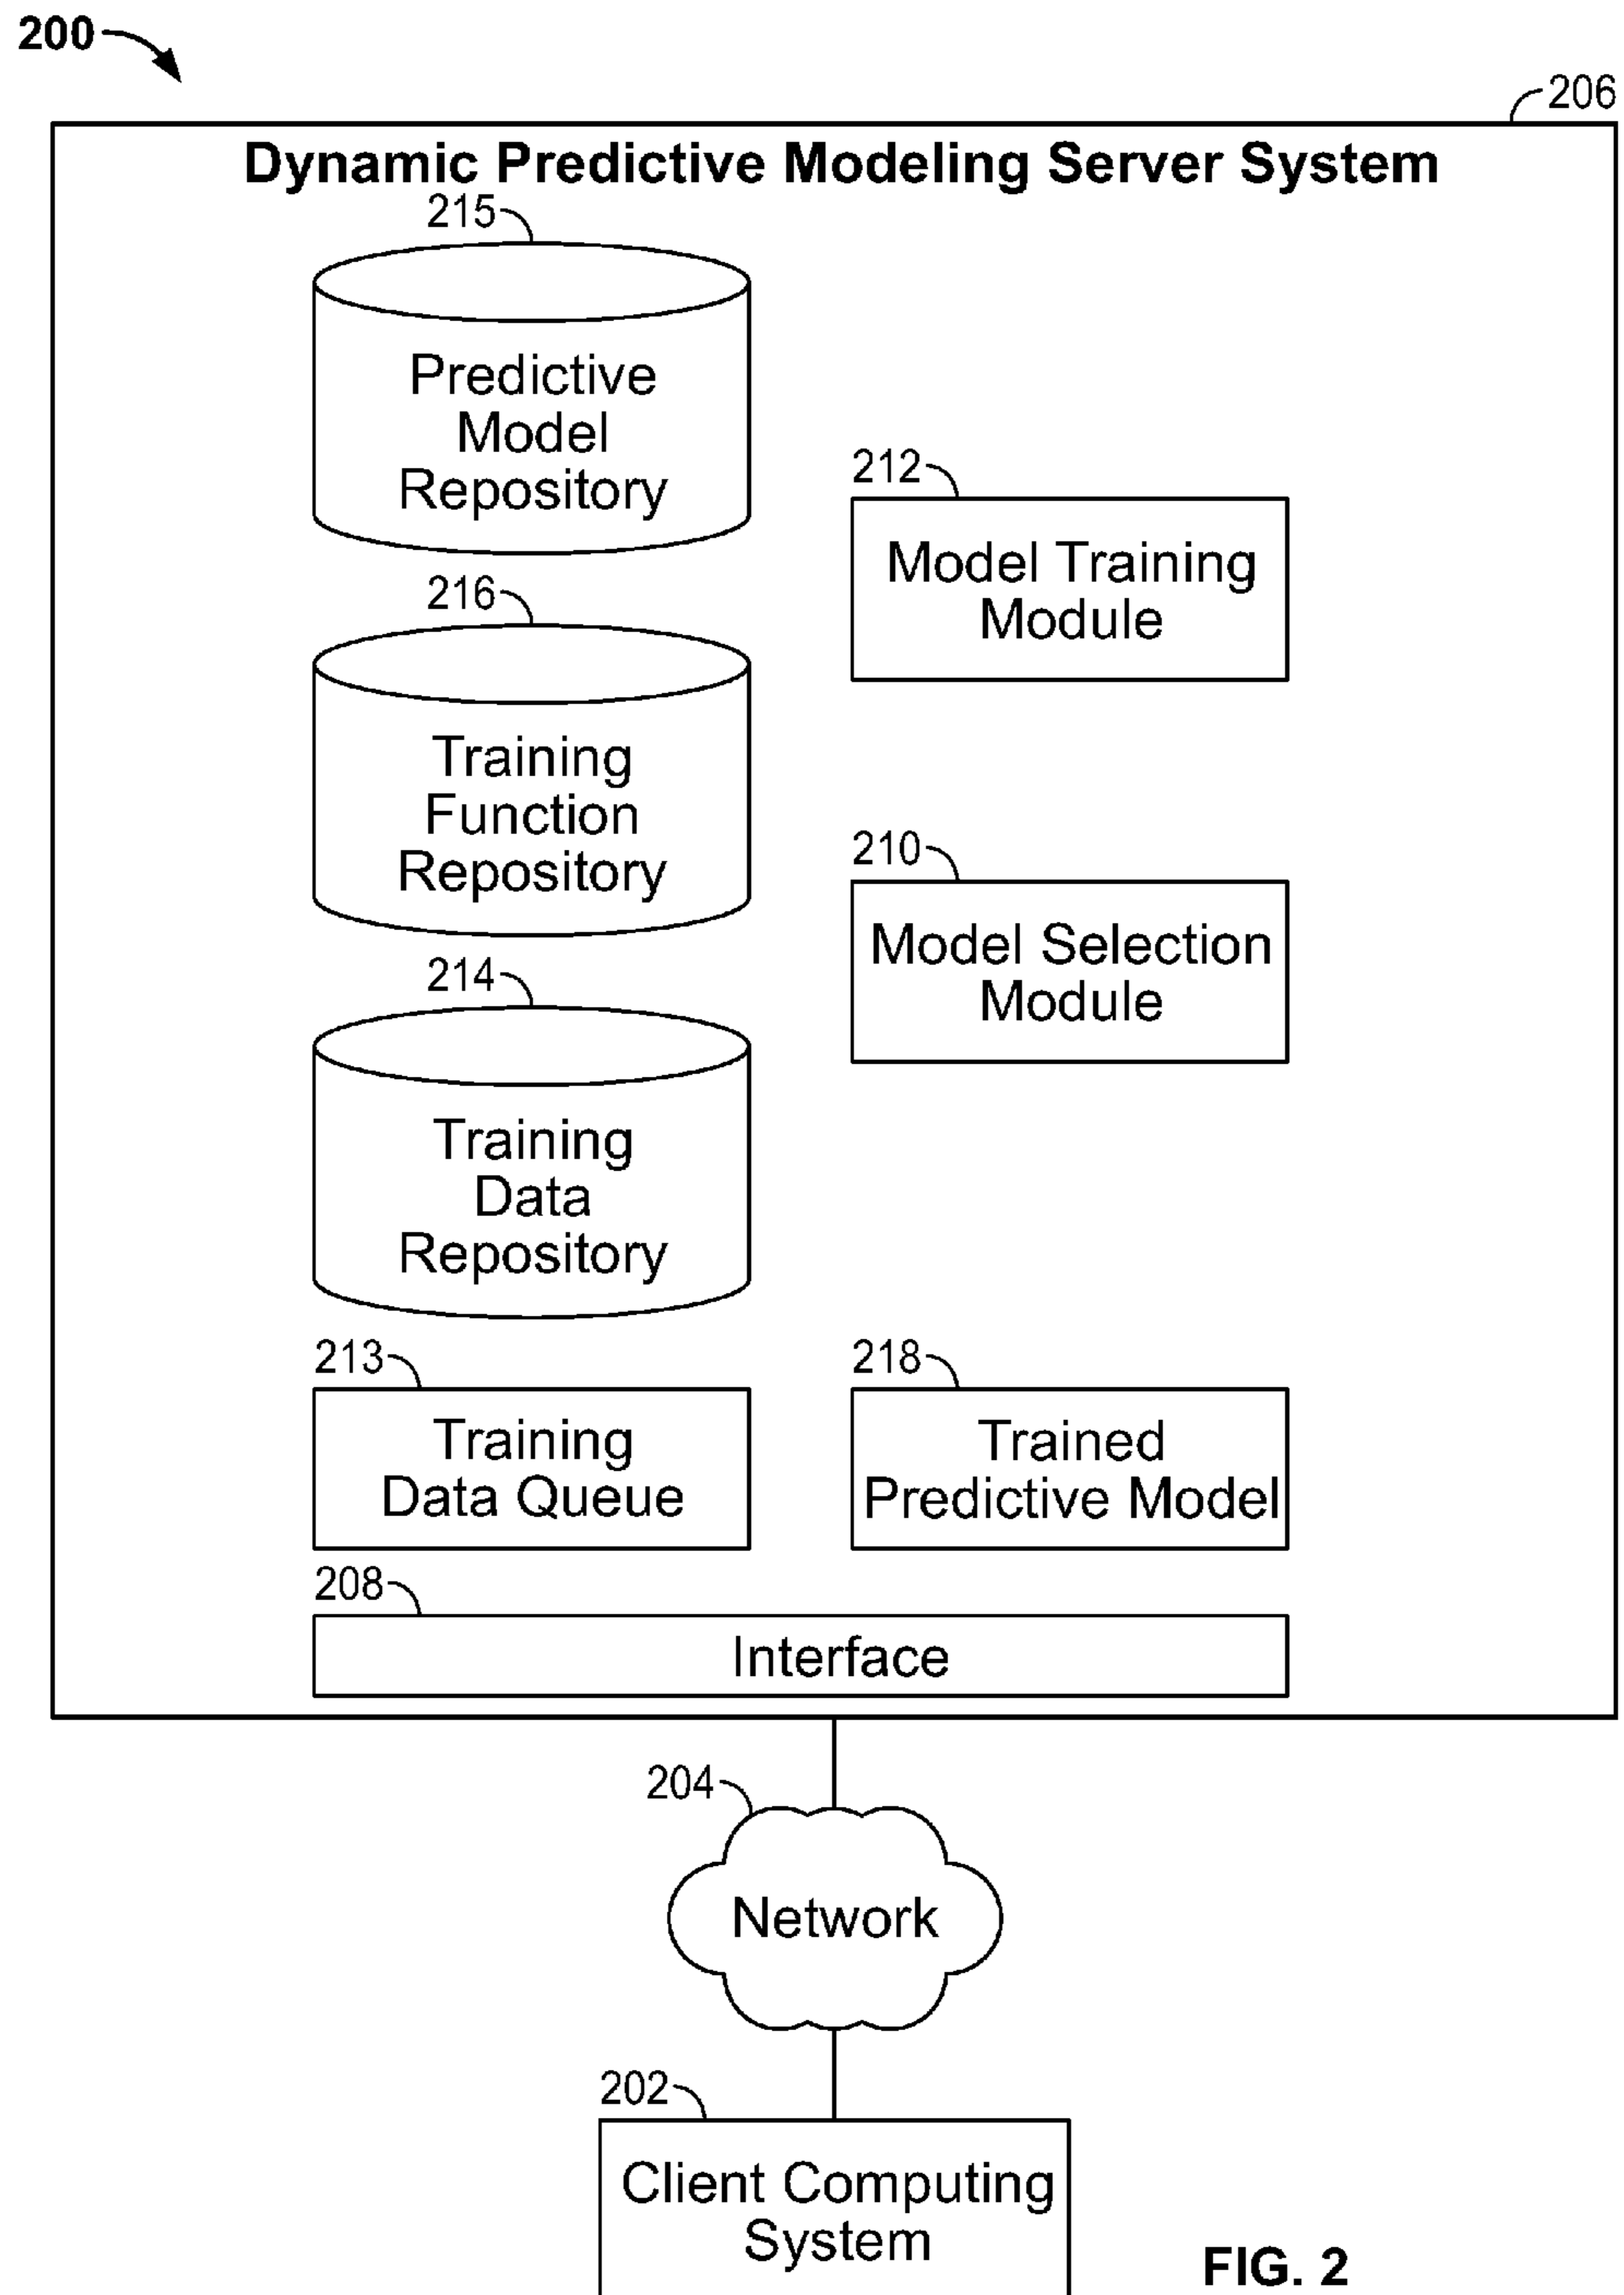 200
206
Dynamic Predictive Modeling Server System
215
Predictive
Model
Repository
212
Model Training
Module
216
Training
Function
Repository
210
Model Selection
Module
214
Training
Data
Repository
213
Training
Data Queue
218
Trained
Predictive Model
208
Interface
204
Network
202
Client Computing
System
FIG. 2